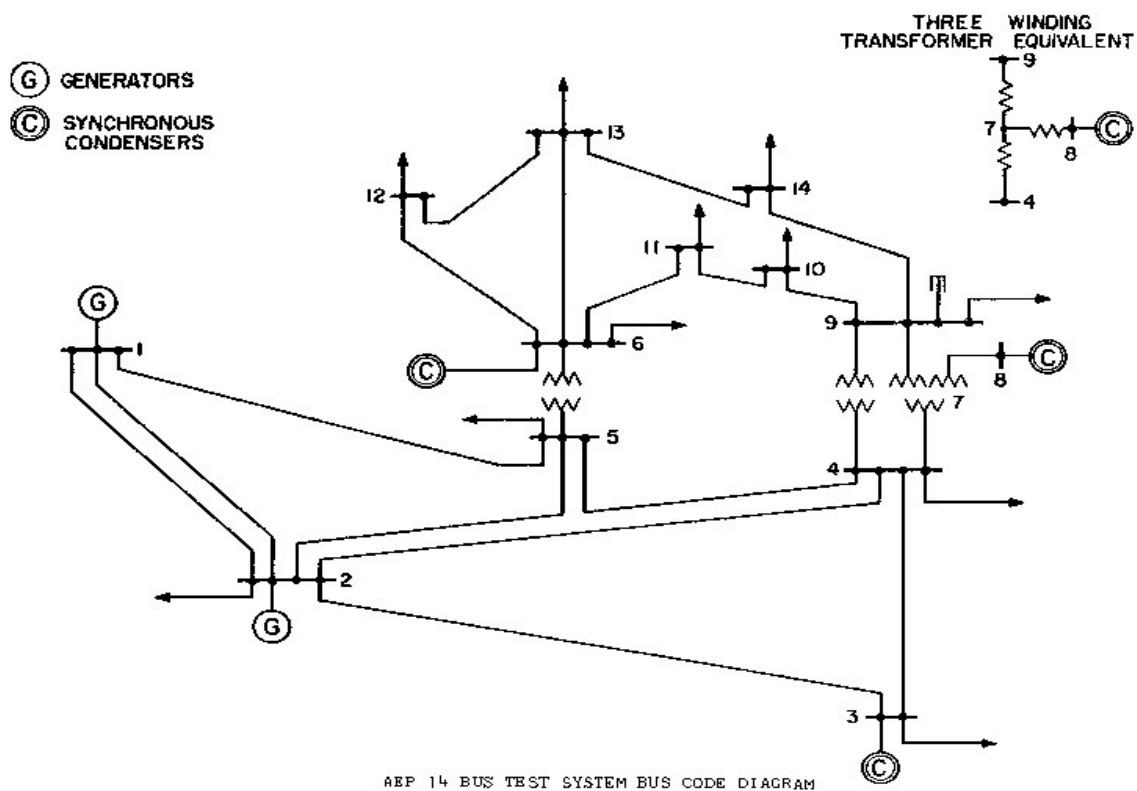 THREE WINDING
TRANSFORMER EQUIVALENT
9
7
C
8
4
G GENERATORS
C SYNCHRONOUS
CONDENSERS
13
12
14
11
10
G
1
9
6
C
8
C
7
5
4
2
G
3
C
AEP 14 BUS TEST SYSTEM BUS CODE DIAGRAM